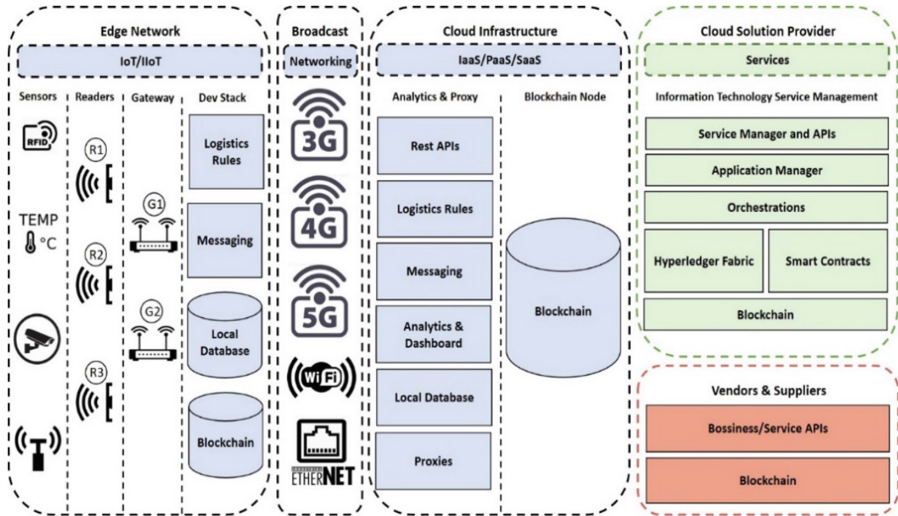 Edge Network
IoT/IIoT
Sensors
Readers
Gateway
Dev Stack
RFID
TEMP
°C
R1
R2
R3
G1
G2
Logistics
Rules
Messaging
Local
Database
Blockchain
Broadcast
Networking
3G
4G
5G
WiFi
ETHERNET
Cloud Infrastructure
IaaS/PaaS/SaaS
Analytics & Proxy
Blockchain Node
Rest APIs
Logistics Rules
Messaging
Analytics &
Dashboard
Local Database
Proxies
Blockchain
Cloud Solution Provider
Services
Information Technology Service Management
Service Manager and APIs
Application Manager
Orchestrations
Hyperledger Fabric
Smart Contracts
Blockchain
Vendors & Suppliers
Bossiness/Service APIs
Blockchain